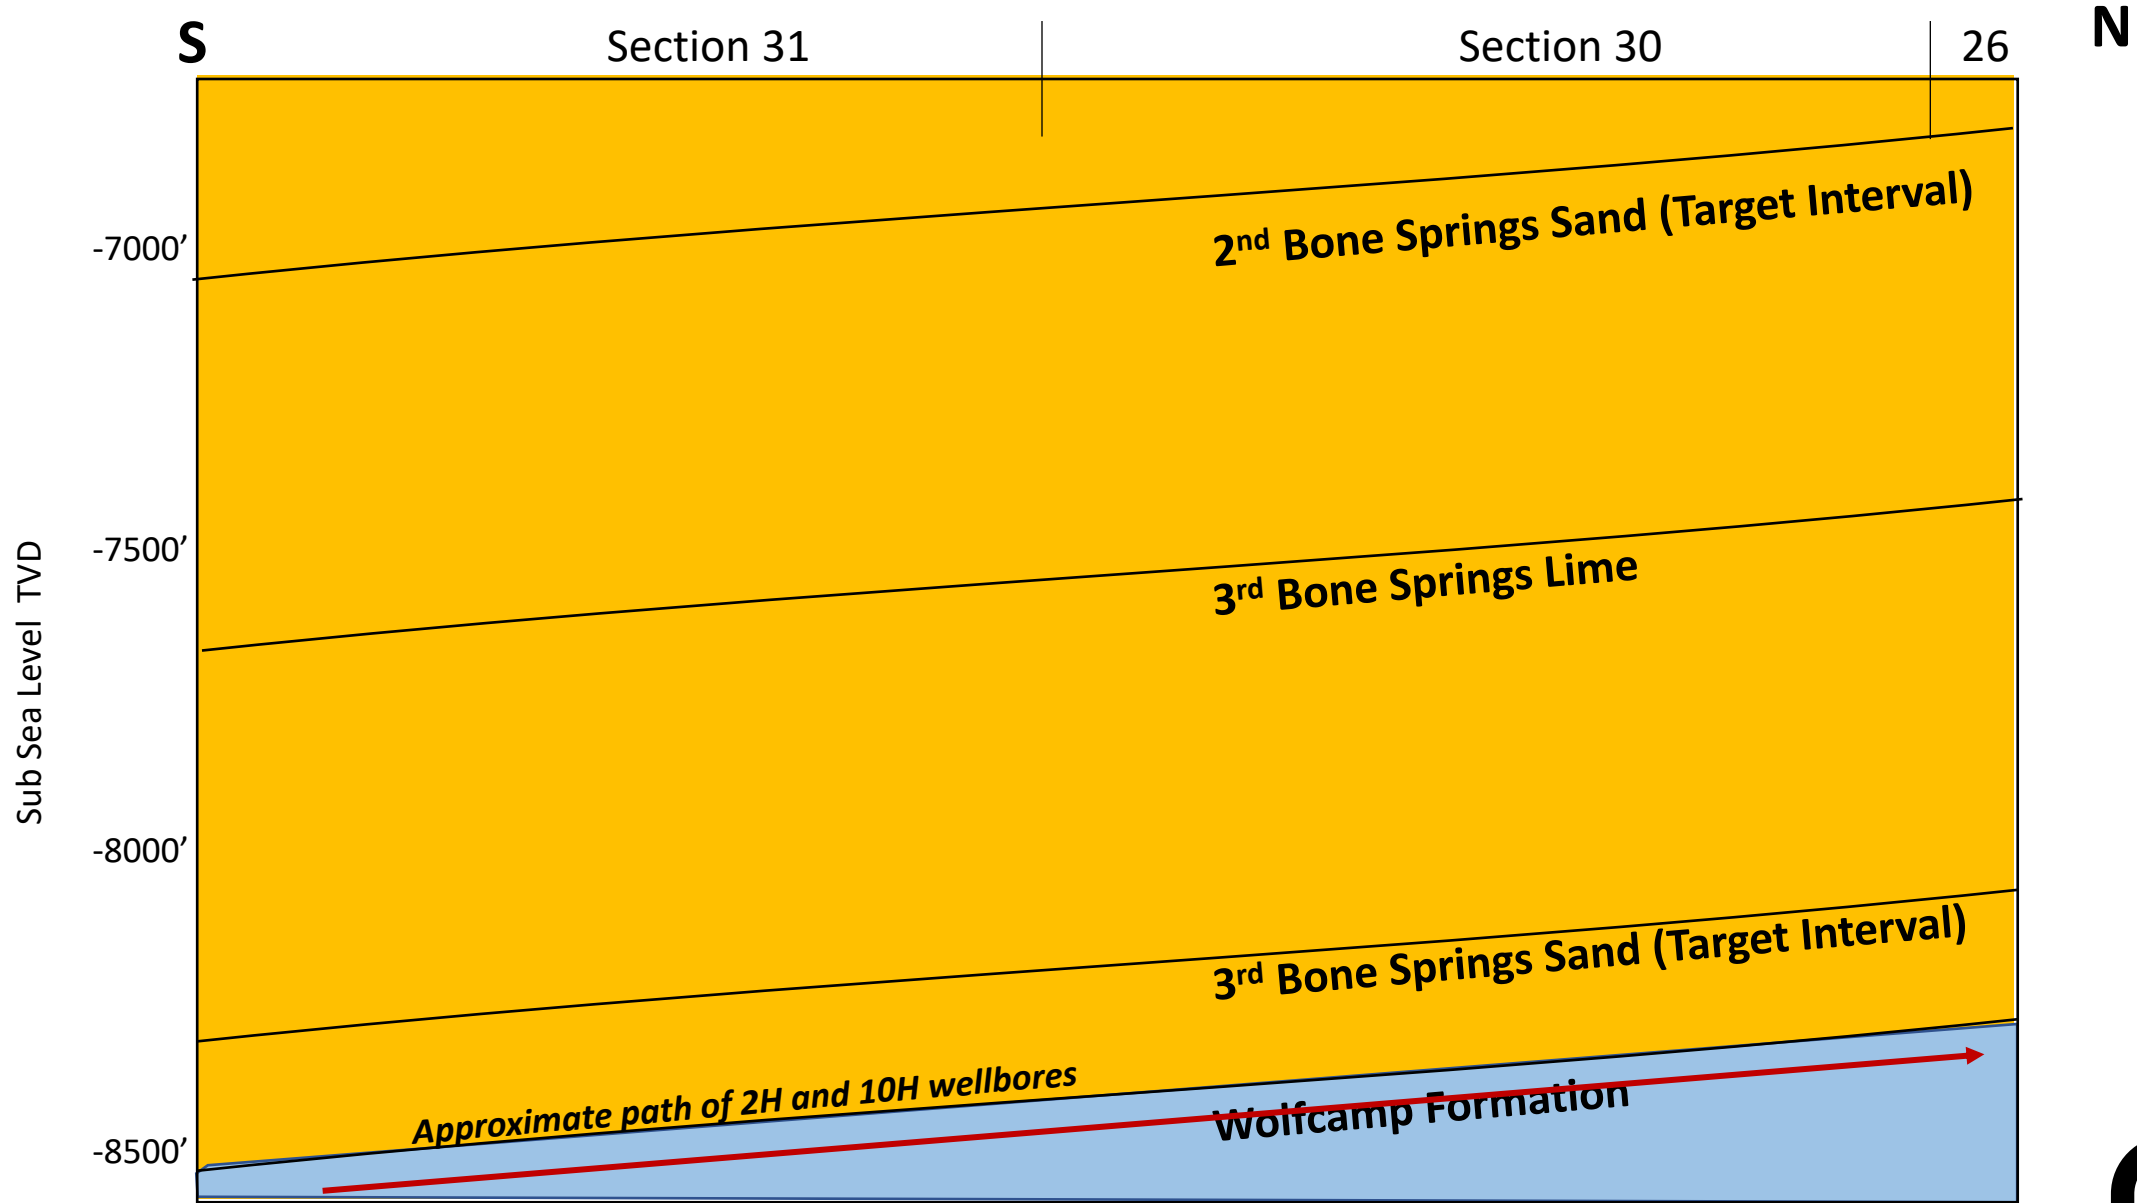 S Section 31 Section 30 26 N
2nd Bone Springs Sand (Target Interval)
-7000’
-7500’
3rd Bone Springs Lime
Sub Sea Level TVD
-8000’
3rd Bone Springs Sand (Target Interval)
Approximate path of 2H and 10H wellbores
Wolfcamp Formation
-8500’